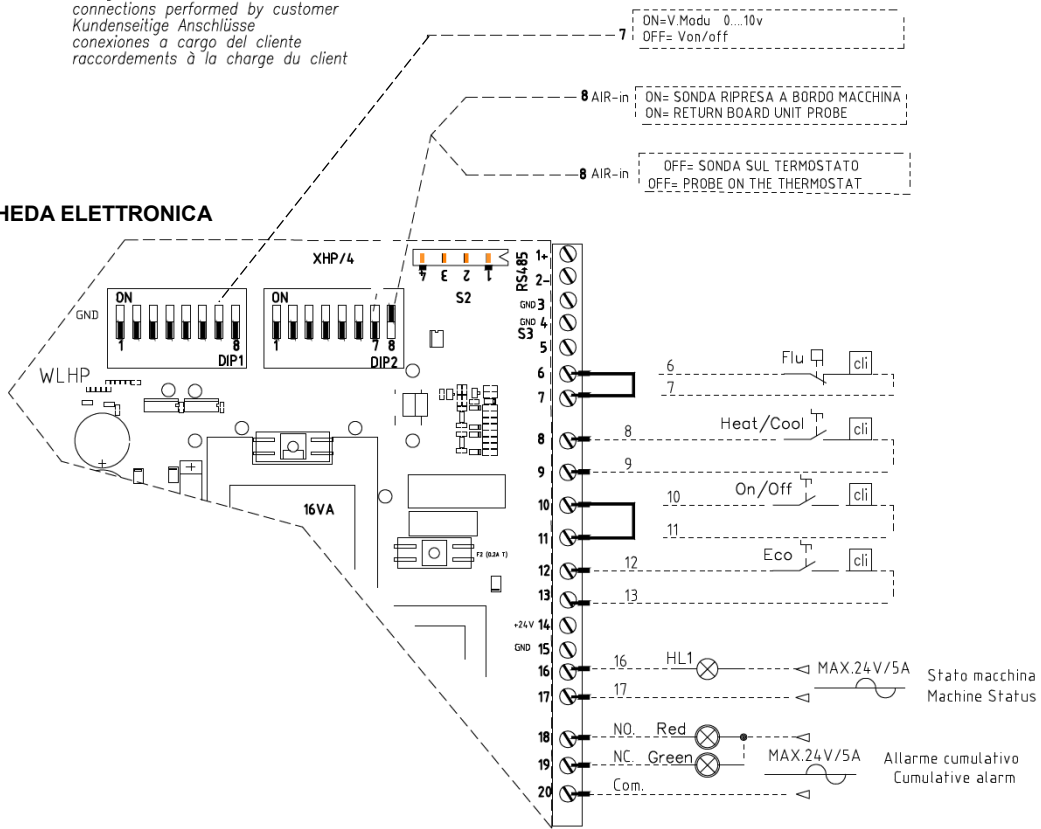 connections performed by customer
Kundenseitige Anschlüsse
conexiones a cargo del cliente
raccordements à la charge du client
7
ON=V.Modu 0....10v
OFF= Von/off
8 AIR-in
ON= SONDA RIPRESA A BORDO MACCHINA
ON= RETURN BOARD UNIT PROBE
8 AIR-in
OFF= SONDA SUL TERMOSTATO
OFF= PROBE ON THE THERMOSTAT
HEDA ELETTRONICA
XHP/4
4 3 2 1
S2
RS485
1+
2-
GND 3
GND 4
S3
5
6
7
8
9
10
11
12
13
+24V 14
GND 15
16
17
18
19
20
GND
ON
1 8
DIP1
ON
1 7 8
DIP2
WLHP
+
+
16VA
F2 (0.2A T)
6 Flu cli
7
8 Heat/Cool cli
9
10 On/Off cli
11
12 Eco cli
13
16 HL1 MAX.24V/5A
17
Stato macchina
Machine Status
NO. Red
NC. Green MAX.24V/5A
Com.
Allarme cumulativo
Cumulative alarm